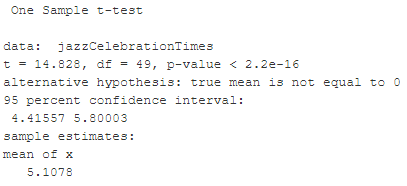 One Sample t-test
data:  jazzCelebrationTimes
t = 14.828, df = 49, p-value < 2.2e-16
alternative hypothesis: true mean is not equal to 0
95 percent confidence interval:
4.41557 5.80003
sample estimates:
mean of x
5.1078